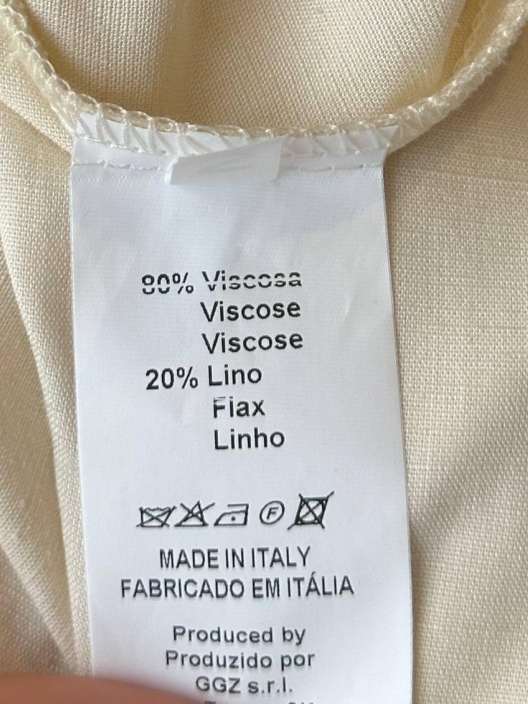 80% Viscosa
Viscose
Viscose
20% Lino
Flax
Linho
F
MADE IN ITALY
FABRICADO EM ITÁLIA
Produced by
Produzido por
GGZ s.r.l.